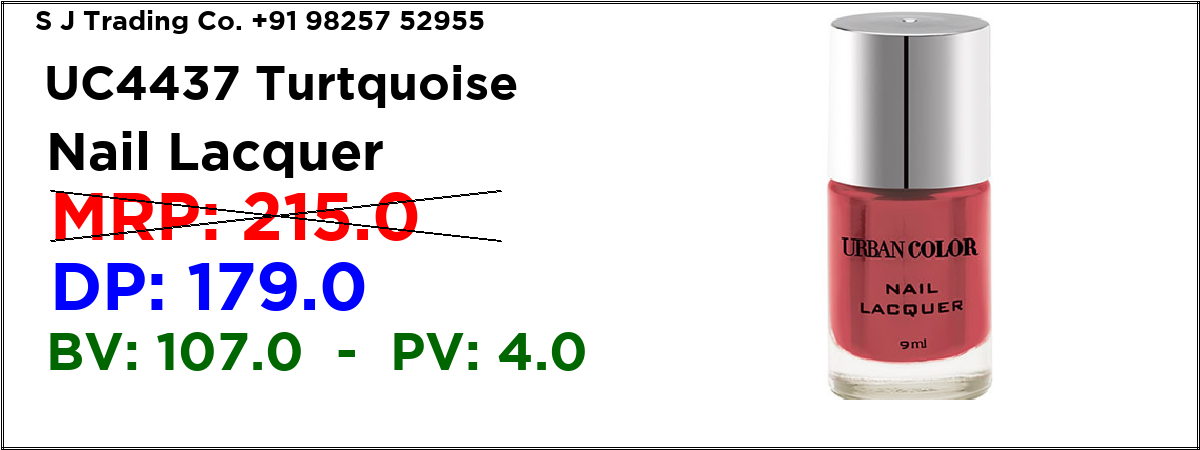 S J Trading Co. +91 98257 52955
UC4437 Turtquoise
Nail Lacquer
MRP: 215.0
DP: 179.0
BV: 107.0 - PV: 4.0
URBAN COLOR
NAIL
LACQUER
9ml